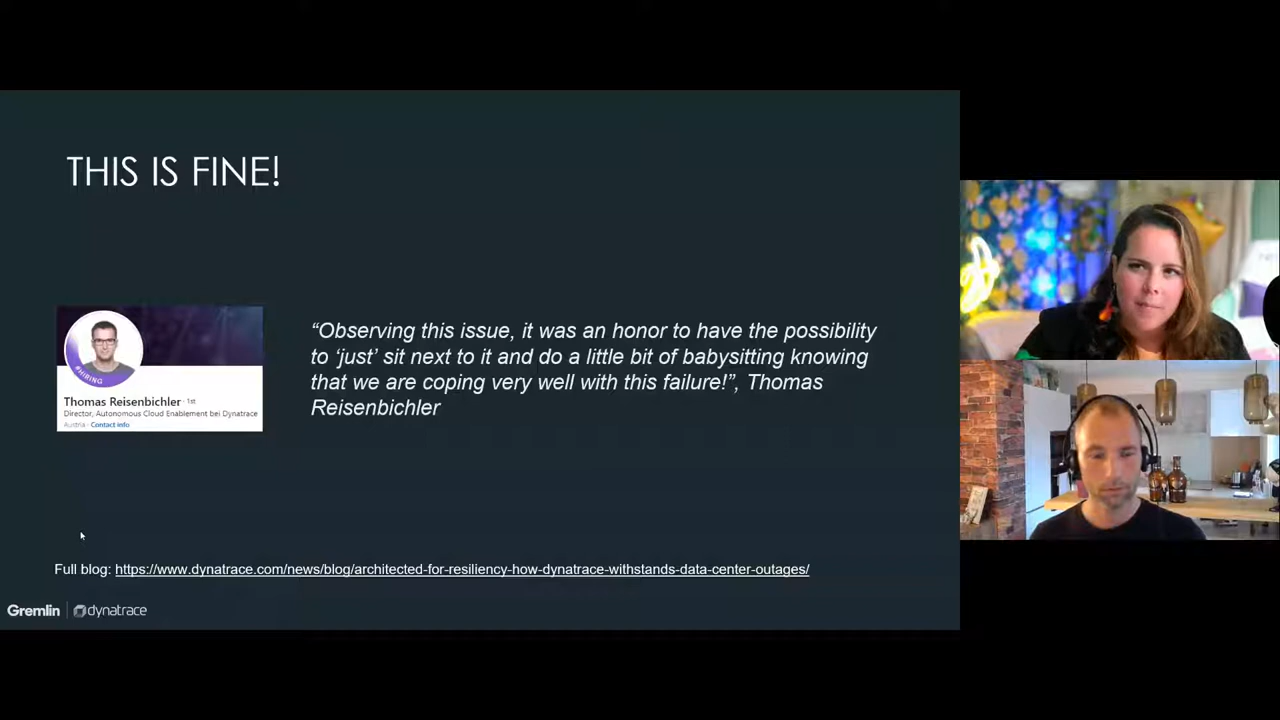 THIS IS FINE!
#HIRING
Thomas Reisenbichler · 1st
Director, Autonomous Cloud Enablement bei Dynatrace
Austria · Contact info
“Observing this issue, it was an honor to have the possibility
to ‘just’ sit next to it and do a little bit of babysitting knowing
that we are coping very well with this failure!”, Thomas
Reisenbichler
Full blog: https://www.dynatrace.com/news/blog/architected-for-resiliency-how-dynatrace-withstands-data-center-outages/
Gremlin | dynatrace